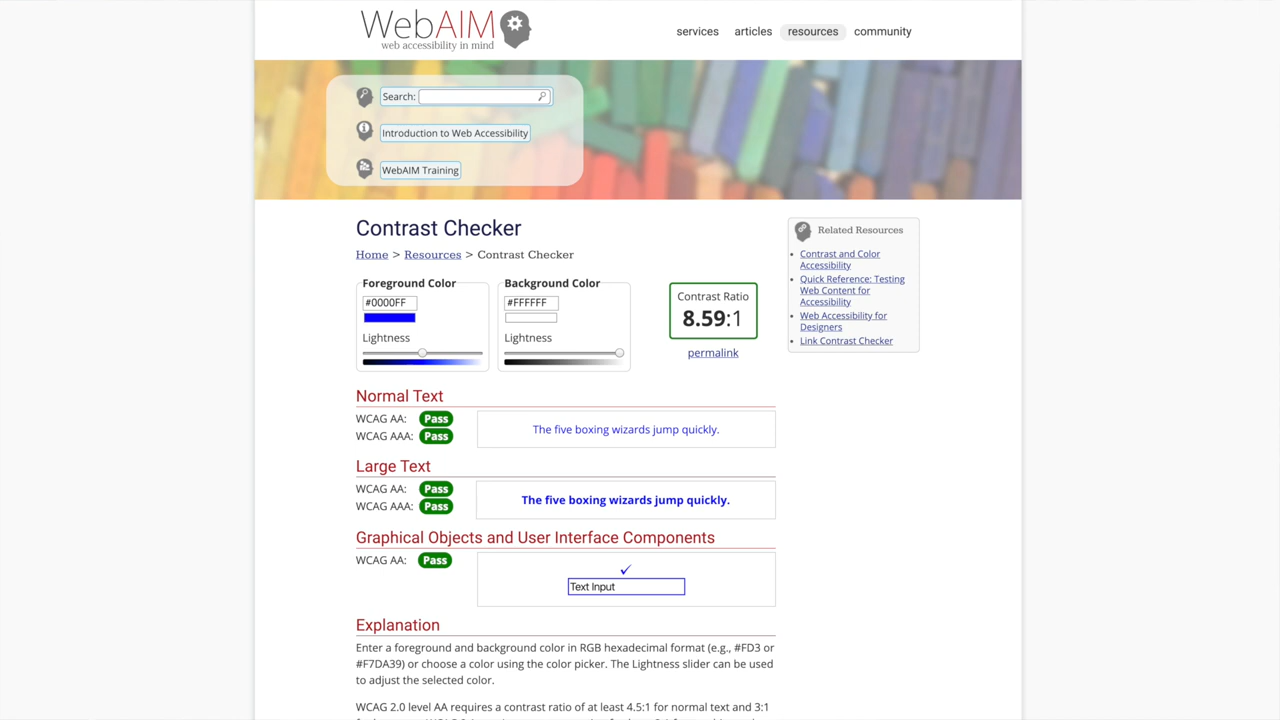 WebAIM
web accessibility in mind
services articles resources community
Search:
Introduction to Web Accessibility
WebAIM Training
Contrast Checker
Home > Resources > Contrast Checker
Foreground Color
#0000FF
Lightness
Background Color
#FFFFFF
Lightness
Contrast Ratio
8.59:1
permalink
Related Resources
• Contrast and Color
Accessibility
• Quick Reference: Testing
Web Content for
Accessibility
• Web Accessibility for
Designers
• Link Contrast Checker
Normal Text
WCAG AA: Pass
WCAG AAA: Pass
The five boxing wizards jump quickly.
Large Text
WCAG AA: Pass
WCAG AAA: Pass
The five boxing wizards jump quickly.
Graphical Objects and User Interface Components
WCAG AA: Pass
✓
Text Input
Explanation
Enter a foreground and background color in RGB hexadecimal format (e.g., #FD3 or
#F7DA39) or choose a color using the color picker. The Lightness slider can be used
to adjust the selected color.
WCAG 2.0 level AA requires a contrast ratio of at least 4.5:1 for normal text and 3:1